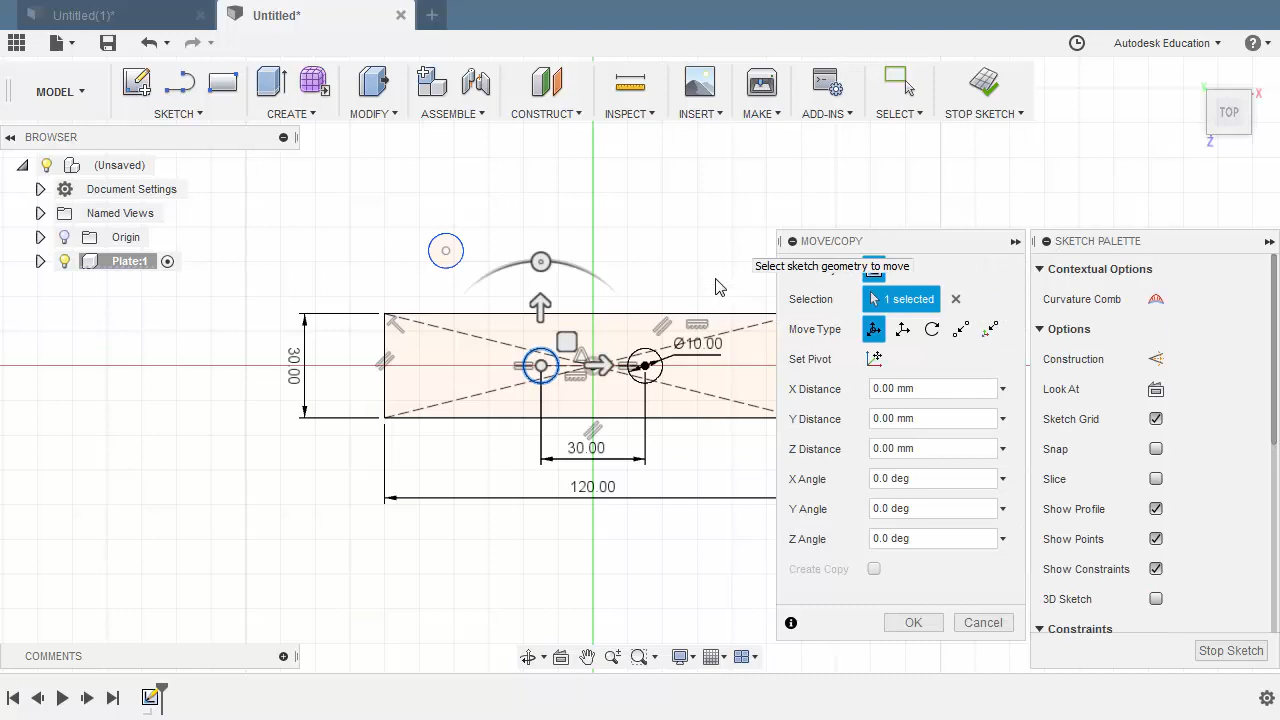 Untitled(1)*
Untitled*
Autodesk Education
MODEL
SKETCH
CREATE
MODIFY
ASSEMBLE
CONSTRUCT
INSPECT
INSERT
MAKE
ADD-INS
SELECT
STOP SKETCH
Y
X
TOP
Z
BROWSER
(Unsaved)
Document Settings
Named Views
Origin
Plate:1
30.00
Ø10.00
30.00
120.00
MOVE/COPY
Select sketch geometry to move
Selection
1 selected
Move Type
Set Pivot
X Distance
0.00 mm
Y Distance
0.00 mm
Z Distance
0.00 mm
X Angle
0.0 deg
Y Angle
0.0 deg
Z Angle
0.0 deg
Create Copy
OK
Cancel
SKETCH PALETTE
Contextual Options
Curvature Comb
Options
Construction
Look At
Sketch Grid
Snap
Slice
Show Profile
Show Points
Show Constraints
3D Sketch
Constraints
Stop Sketch
COMMENTS